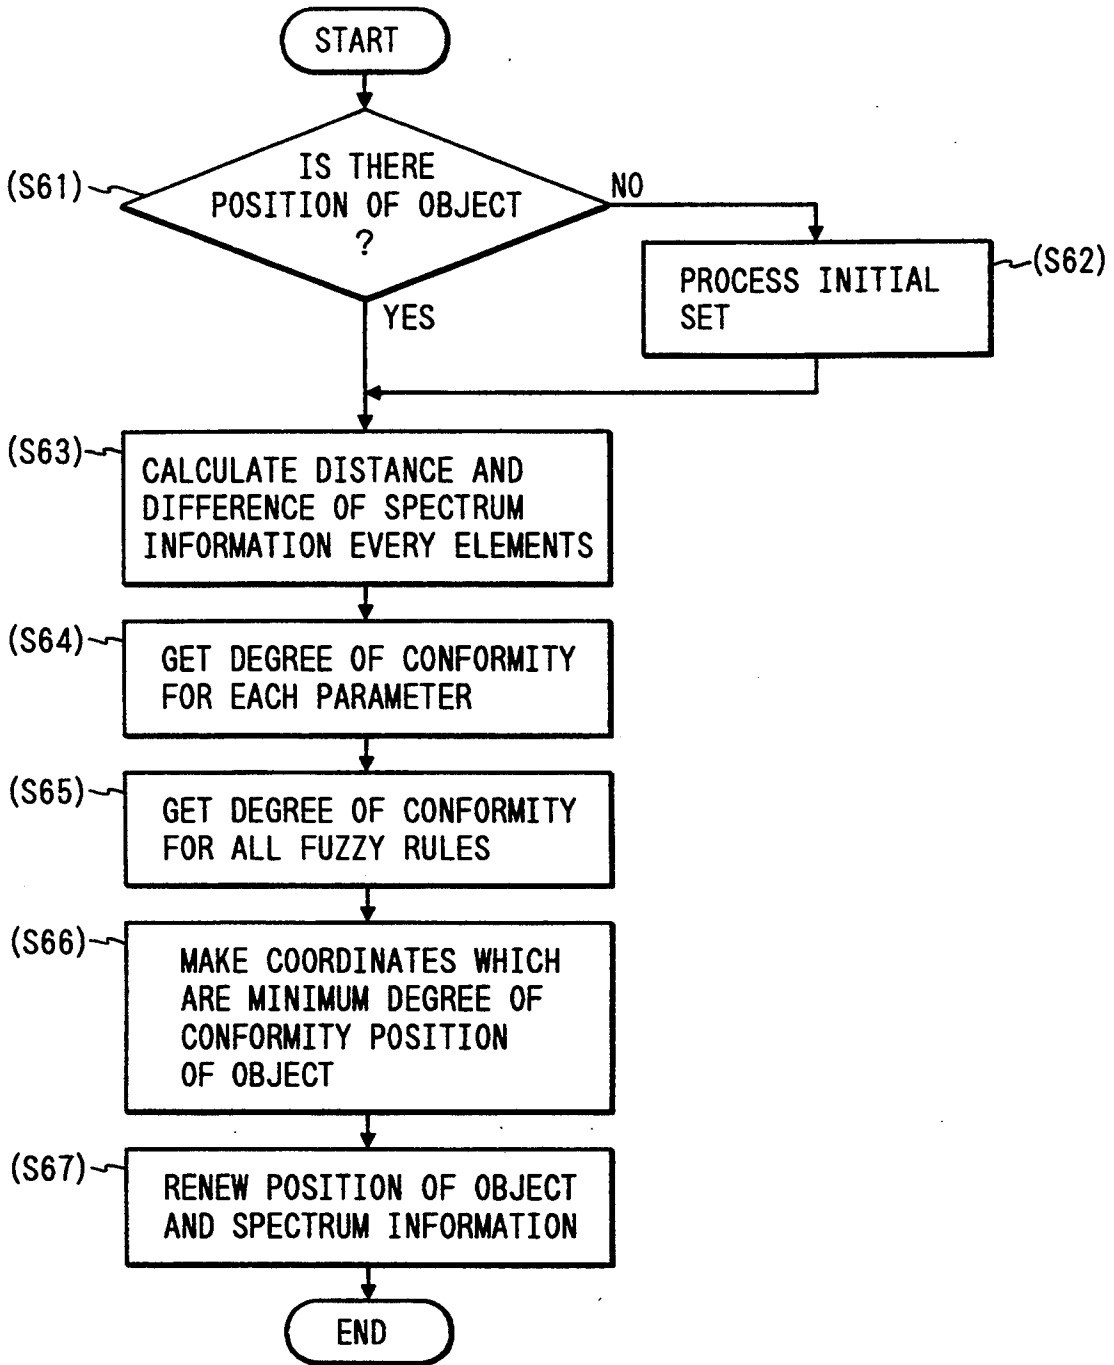 START
(S61)
IS THERE
POSITION OF OBJECT
?
NO
YES
PROCESS INITIAL
SET
(S62)
(S63)
CALCULATE DISTANCE AND
DIFFERENCE OF SPECTRUM
INFORMATION EVERY ELEMENTS
(S64)
GET DEGREE OF CONFORMITY
FOR EACH PARAMETER
(S65)
GET DEGREE OF CONFORMITY
FOR ALL FUZZY RULES
(S66)
MAKE COORDINATES WHICH
ARE MINIMUM DEGREE OF
CONFORMITY POSITION
OF OBJECT
(S67)
RENEW POSITION OF OBJECT
AND SPECTRUM INFORMATION
END